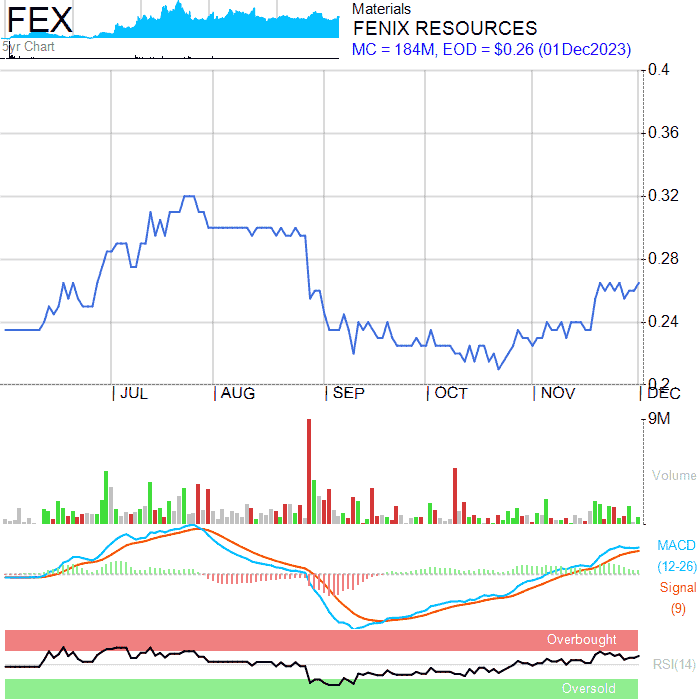 FEX
5yr Chart
Materials
FENIX RESOURCES
MC = 184M, EOD = $0.26 (01Dec2023)
0.4
0.36
0.32
0.28
0.24
0.2
JUL AUG SEP OCT NOV DEC
9M
Volume
MACD
(12-26)
Signal
(9)
Overbought
RSI(14)
Oversold